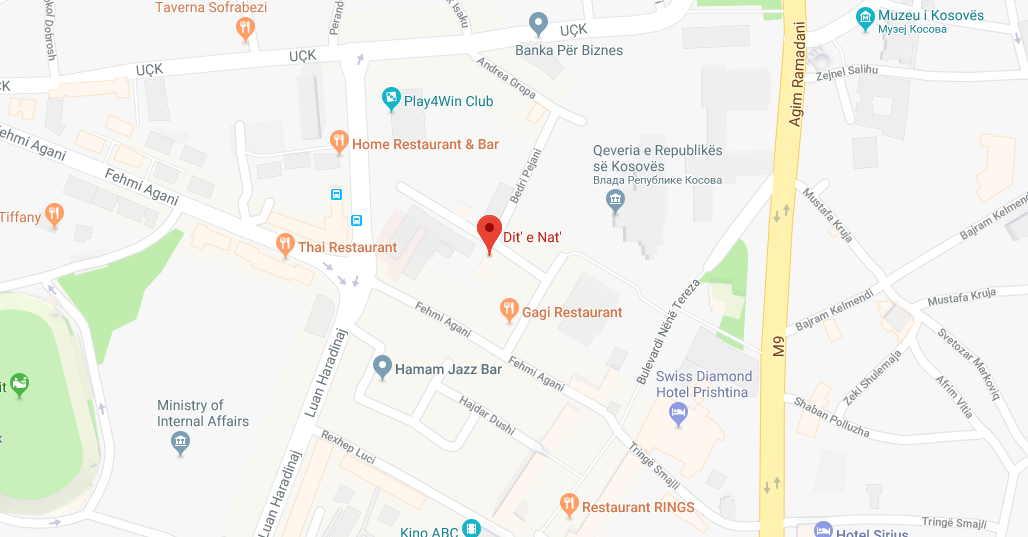 Taverna Sofrabezi
UÇK
Banka Për Biznes
Muzeu i Kosovës
Музеј Косова
UÇK
UÇK
Andrea Gropa
Zejnel Salihu
Agim Ramadani
Play4Win Club
Home Restaurant & Bar
Qeveria e Republikës
së Kosovës
Влада Републике Косова
Fehmi Agani
Fehmi Agani
Bedri Pejani
Mustafa Kruja
Bajram Kelmendi
Tiffany
Thai Restaurant
Dit' e Nat'
Gagi Restaurant
Fehmi Agani
Bulevardi Nënë Tereza
Bajram Kelmendi
Mustafa Kruja
M9
Svetozar Markoviq
Hamam Jazz Bar
Fehmi Agani
Luan Haradinaj
Swiss Diamond
Hotel Prishtina
Zeki Shulemaja
Afrim Vitia
Ministry of
Internal Affairs
Hajdar Dushi
Shaban Polluzha
Rexhep Luci
Tringë Smajli
Luan Haradinaj
Restaurant RINGS
Kino ABC
Tringë Smajli
Hotel Sirius